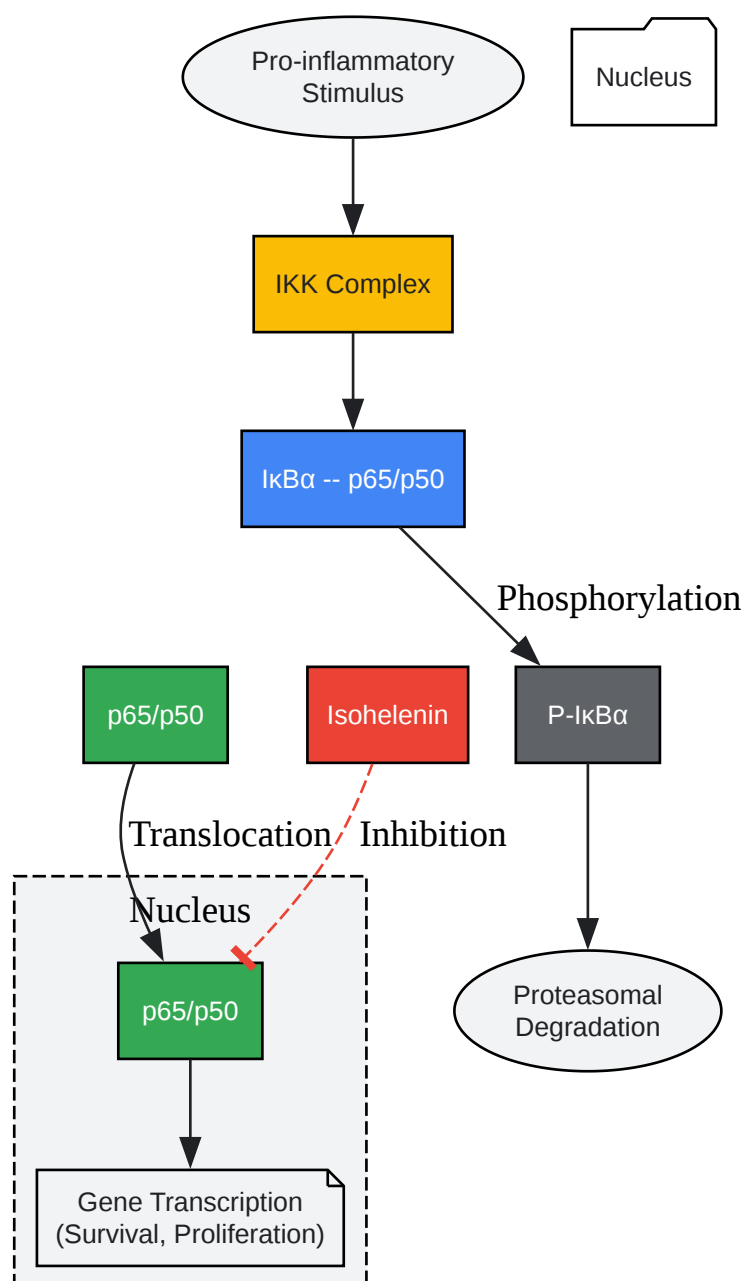 Pro-inflammatory
Stimulus
Nucleus
IKK Complex
IκBα -- p65/p50
Phosphorylation
p65/p50
Isohelenin
P-IκBα
Translocation
Inhibition
Nucleus
p65/p50
Proteasomal
Degradation
Gene Transcription
(Survival, Proliferation)